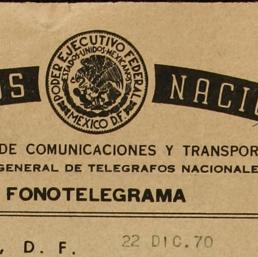 PODER EJECUTIVO FEDERAL
ESTADOS-UNIDOS-MEXICANOS
MEXICO D.F.
OS NACIO
DE COMUNICACIONES Y TRANSPOR
GENERAL DE TELEGRAFOS NACIONALE
FONOTELEGRAMA
, D. F. 22 DIC. 70